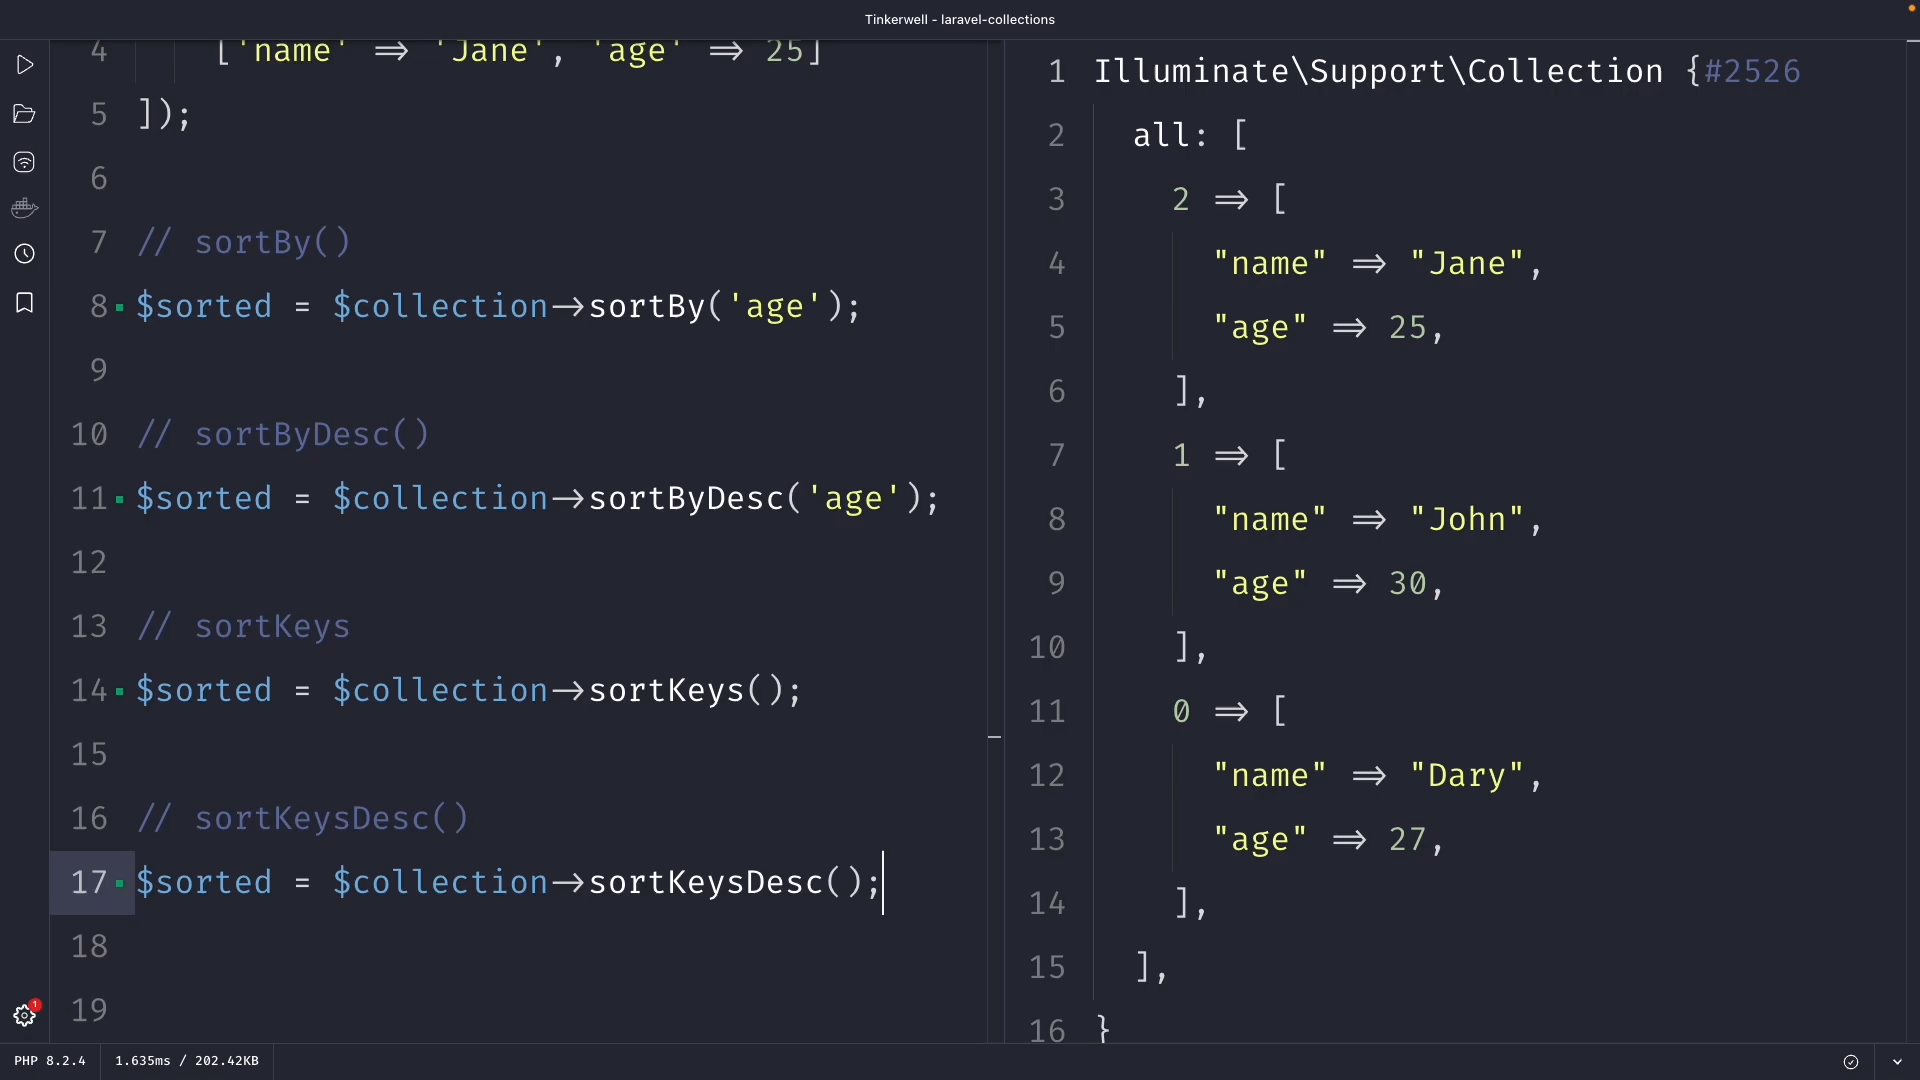 Tinkerwell - laravel-collections
4 ['name' => 'Jane', 'age' => 25]
5 ]);
6
7 // sortBy()
8 $sorted = $collection->sortBy('age');
9
10 // sortByDesc()
11 $sorted = $collection->sortByDesc('age');
12
13 // sortKeys
14 $sorted = $collection->sortKeys();
15
16 // sortKeysDesc()
17 $sorted = $collection->sortKeysDesc();
18
19
1 Illuminate\Support\Collection {#2526
2 all: [
3 2 => [
4 "name" => "Jane",
5 "age" => 25,
6 ],
7 1 => [
8 "name" => "John",
9 "age" => 30,
10 ],
11 0 => [
12 "name" => "Dary",
13 "age" => 27,
14 ],
15 ],
16 }
1
PHP 8.2.4
1.635ms / 202.42KB